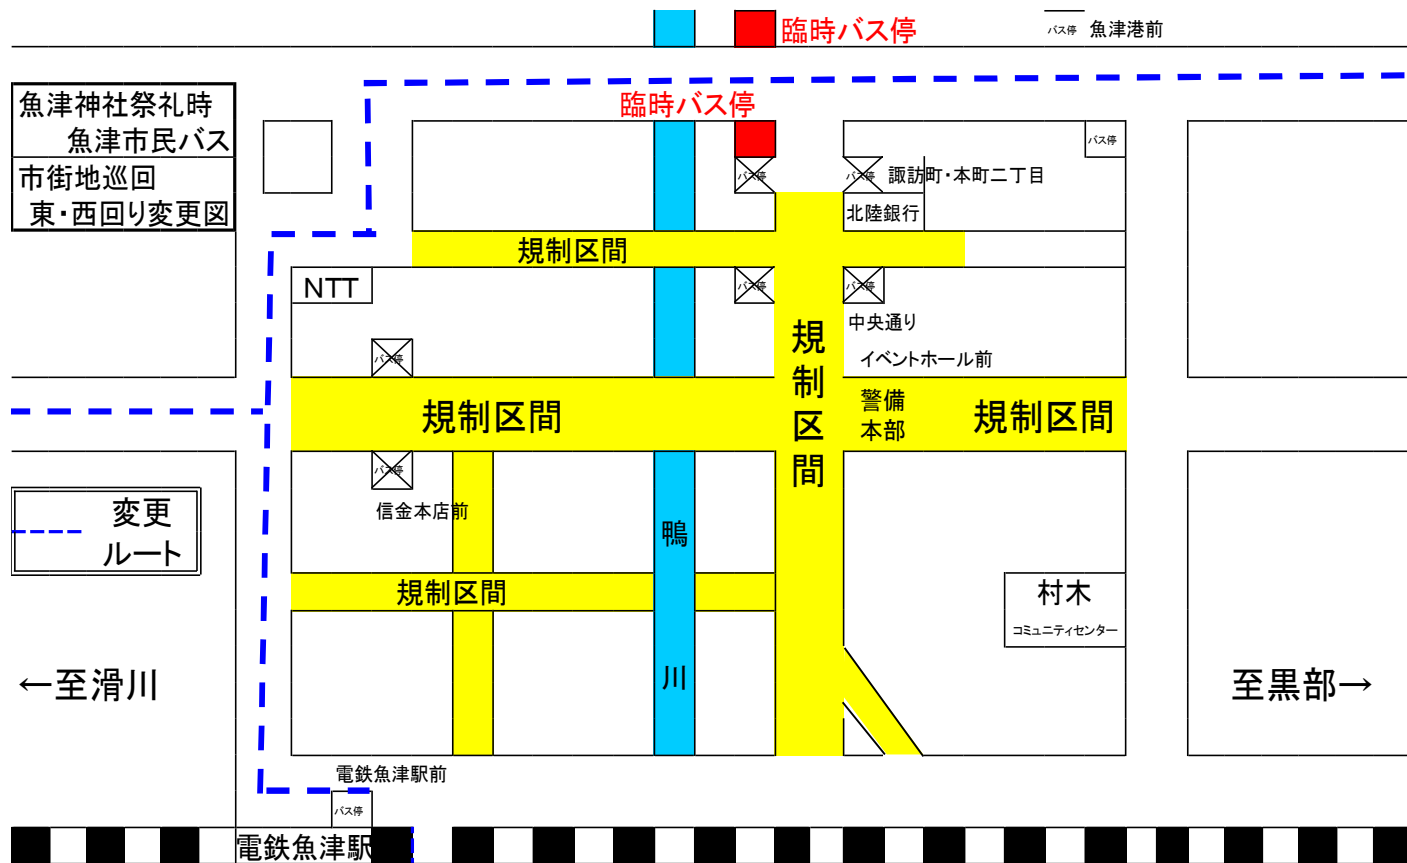 臨時バス停
バス停 魚津港前
魚津神社祭礼時
魚津市民バス
市街地巡回
東・西回り変更図
臨時バス停
バス停
バス停
バス停 諏訪町・本町二丁目
北陸銀行
規制区間
NTT
バス停
バス停
中央通り
イベントホール前
規制区間
バス停
規制区間
警備
本部
規制区間
バス停
信金本店前
変更
ルート
鴨川
規制区間
村木
コミュニティセンター
←至滑川
至黒部→
電鉄魚津駅前
バス停
電鉄魚津駅